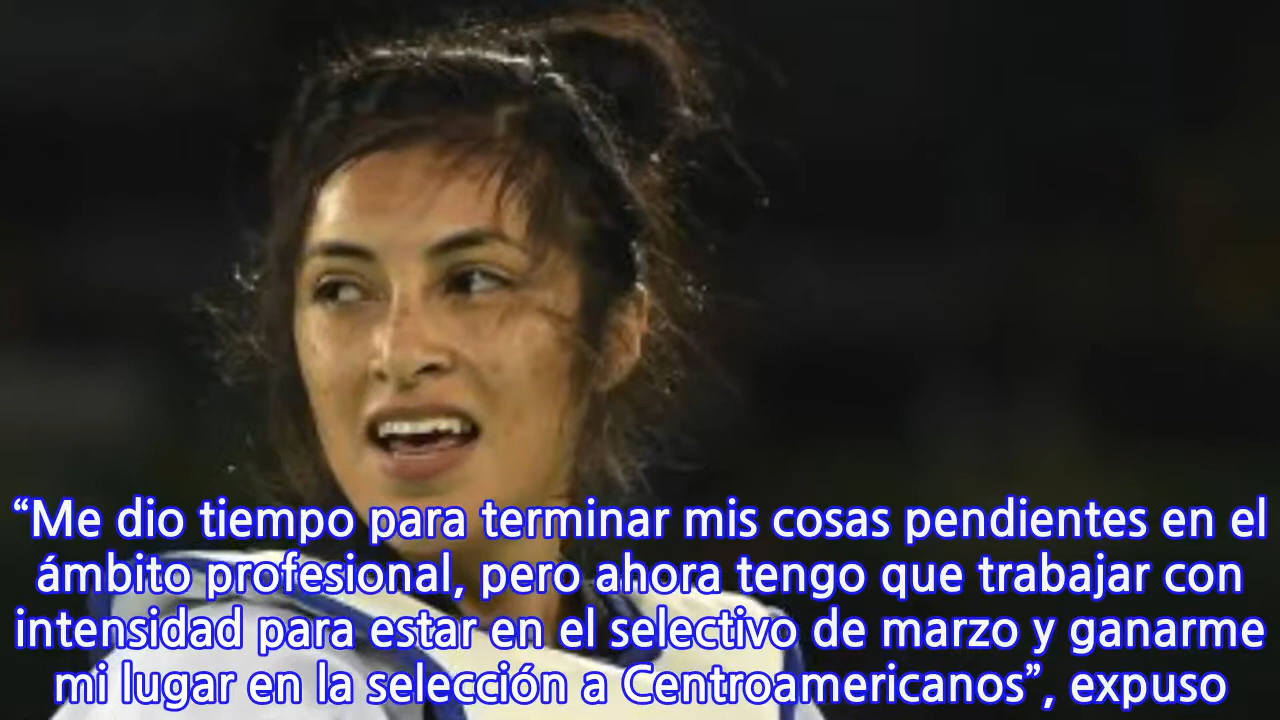 “Me dio tiempo para terminar mis cosas pendientes en el
ámbito profesional, pero ahora tengo que trabajar con
intensidad para estar en el selectivo de marzo y ganarme
mi lugar en la selección a Centroamericanos”, expuso